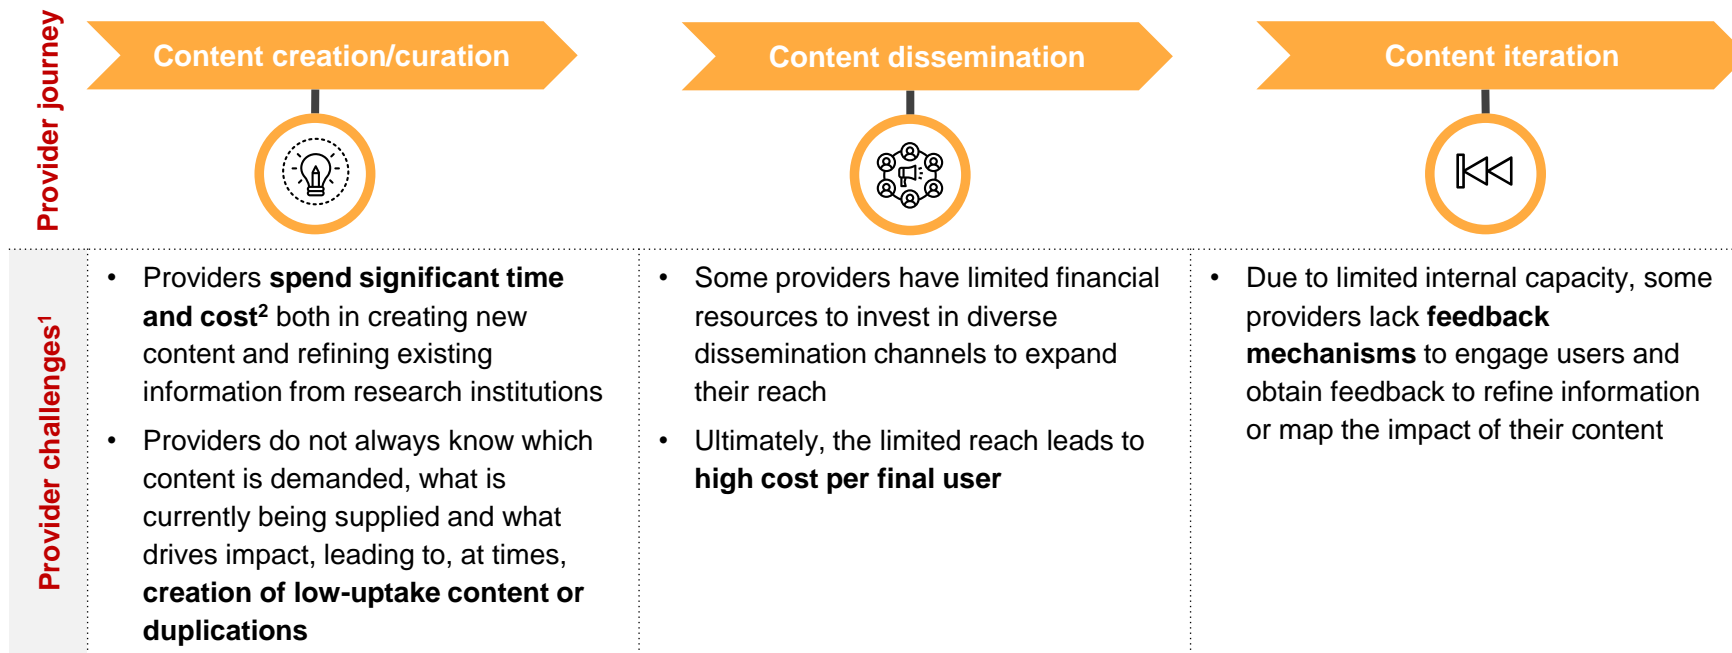 Provider journey
Content creation/curation
Content dissemination
Content iteration
Provider challenges¹
• Providers spend significant time
and cost² both in creating new
content and refining existing
information from research institutions
• Providers do not always know which
content is demanded, what is
currently being supplied and what
drives impact, leading to, at times,
creation of low-uptake content or
duplications
• Some providers have limited financial
resources to invest in diverse
dissemination channels to expand
their reach
• Ultimately, the limited reach leads to
high cost per final user
• Due to limited internal capacity, some
providers lack feedback
mechanisms to engage users and
obtain feedback to refine information
or map the impact of their content